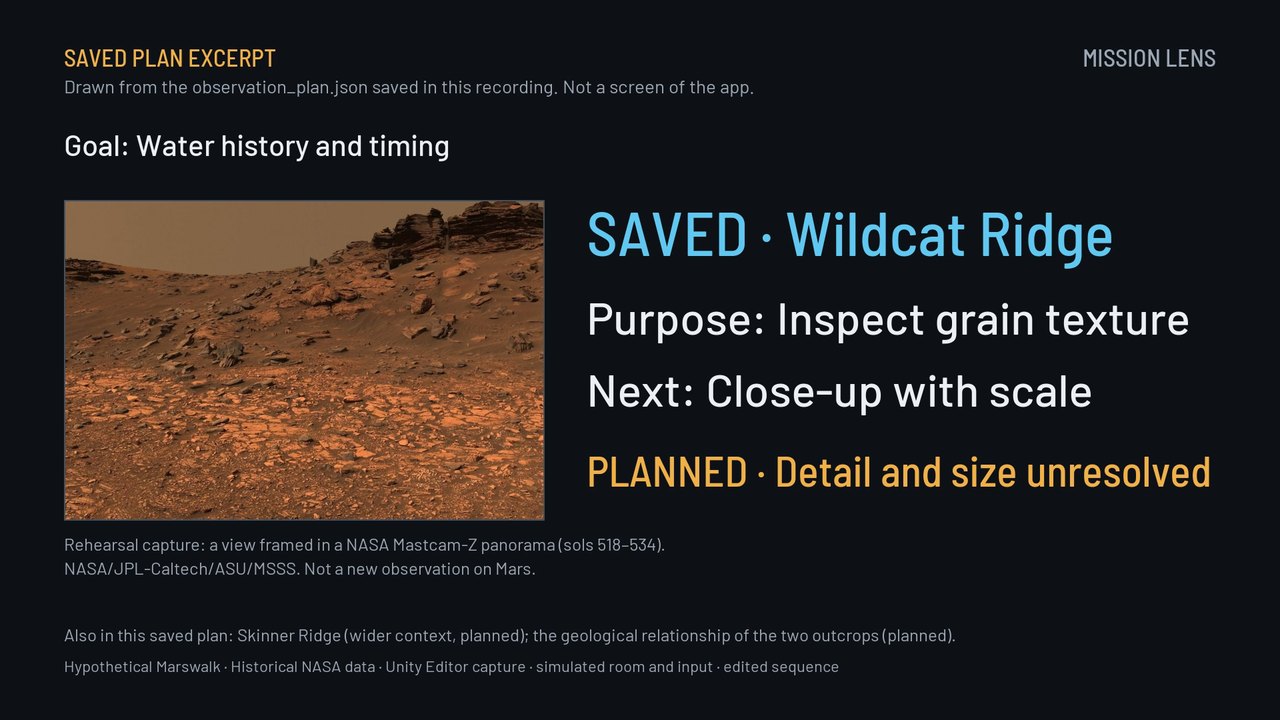 SAVED PLAN EXCERPT
MISSION LENS
Drawn from the observation_plan.json saved in this recording. Not a screen of the app.
Goal: Water history and timing
SAVED · Wildcat Ridge
Purpose: Inspect grain texture
Next: Close-up with scale
PLANNED · Detail and size unresolved
Rehearsal capture: a view framed in a NASA Mastcam-Z panorama (sols 518–534).
NASA/JPL-Caltech/ASU/MSSS. Not a new observation on Mars.
Also in this saved plan: Skinner Ridge (wider context, planned); the geological relationship of the two outcrops (planned).
Hypothetical Marswalk · Historical NASA data · Unity Editor capture · simulated room and input · edited sequence